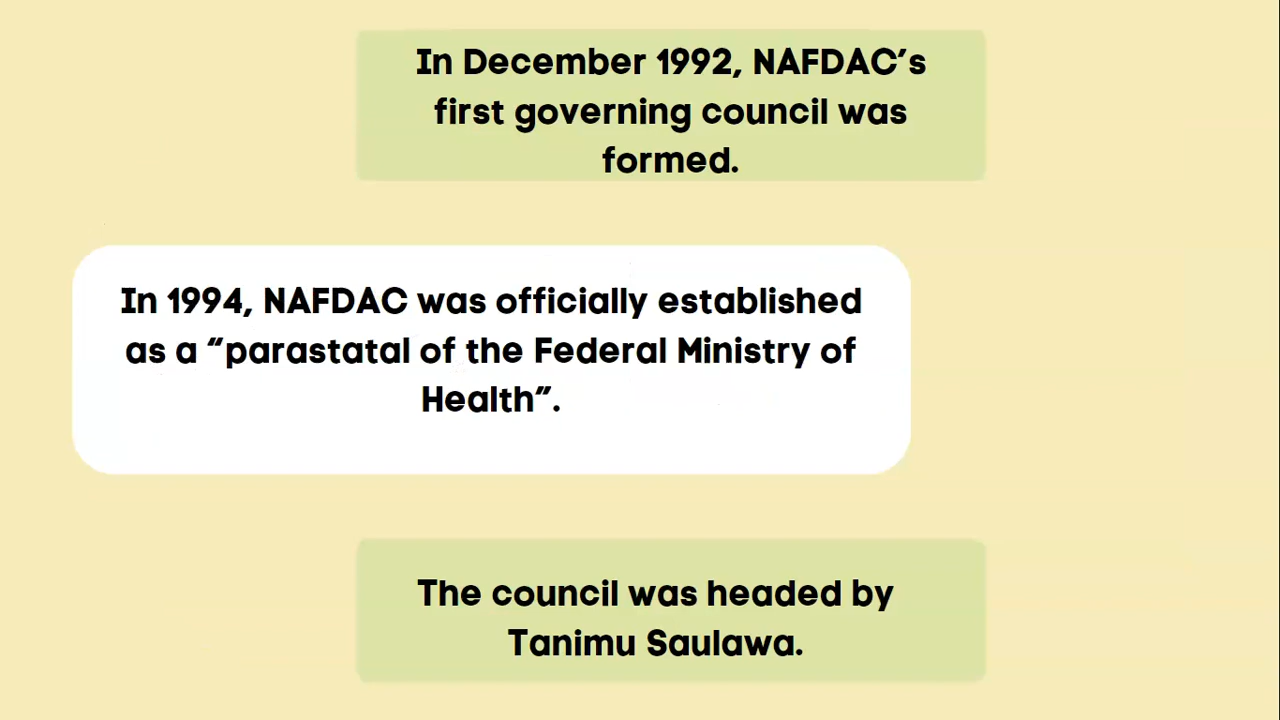 In December 1992, NAFDAC’s
first governing council was
formed.
In 1994, NAFDAC was officially established
as a “parastatal of the Federal Ministry of
Health”.
The council was headed by
Tanimu Saulawa.